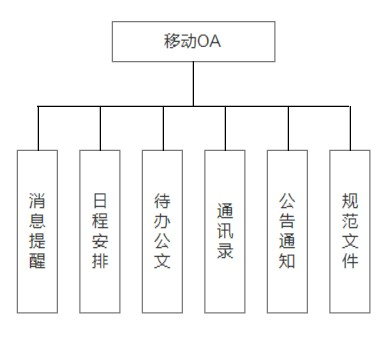 移动OA
消息提醒
日程安排
待办公文
通讯录
公告通知
规范文件